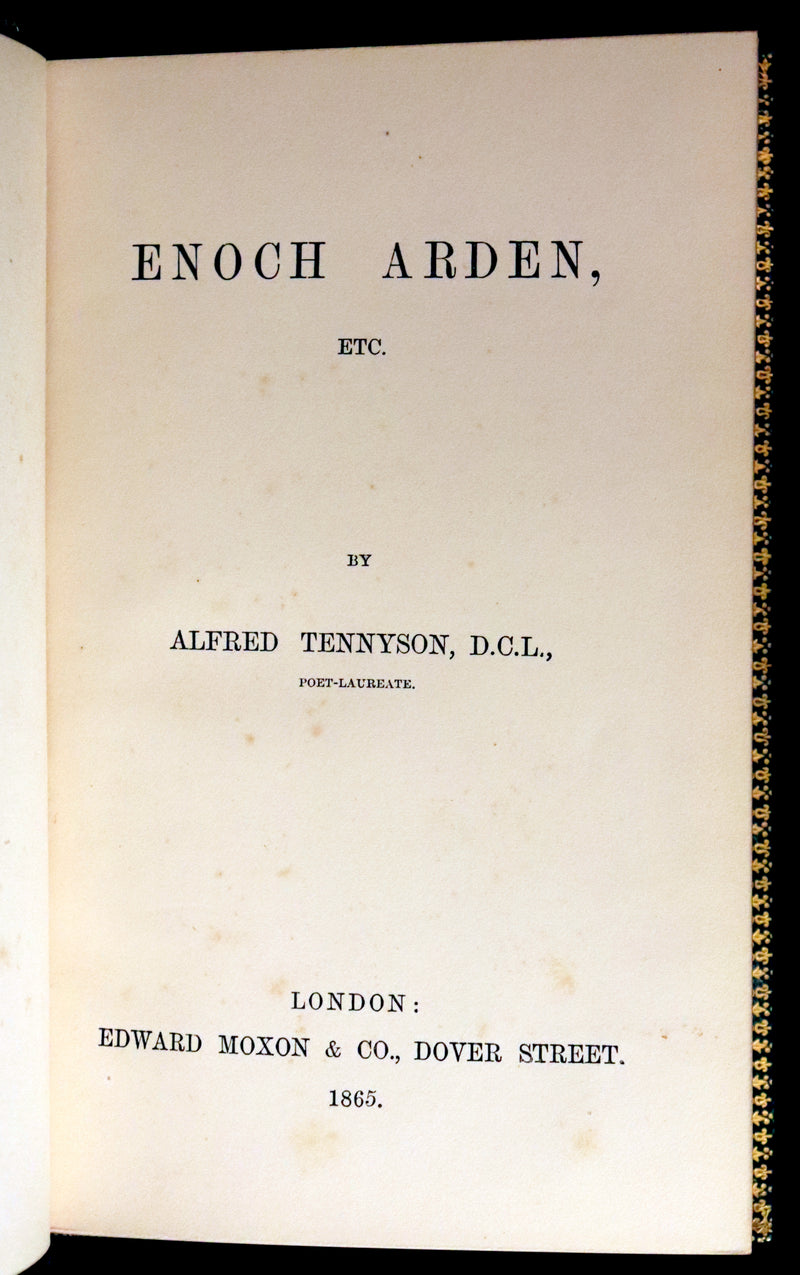 ENOCH ARDEN,
ETC.
BY
ALFRED TENNYSON, D.C.L.,
POET-LAUREATE.
LONDON:
EDWARD MOXON & CO., DOVER STREET.
1865.